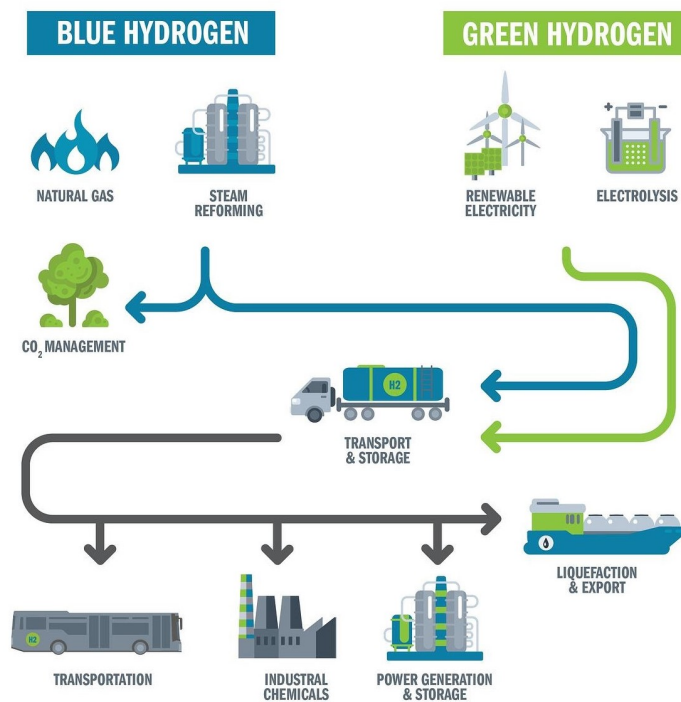 BLUE HYDROGEN
GREEN HYDROGEN
NATURAL GAS
STEAM
REFORMING
RENEWABLE
ELECTRICITY
+
-
ELECTROLYSIS
CO₂ MANAGEMENT
H2
TRANSPORT
& STORAGE
LIQUEFACTION
& EXPORT
H2
TRANSPORTATION
INDUSTRAL
CHEMICALS
POWER GENERATION
& STORAGE